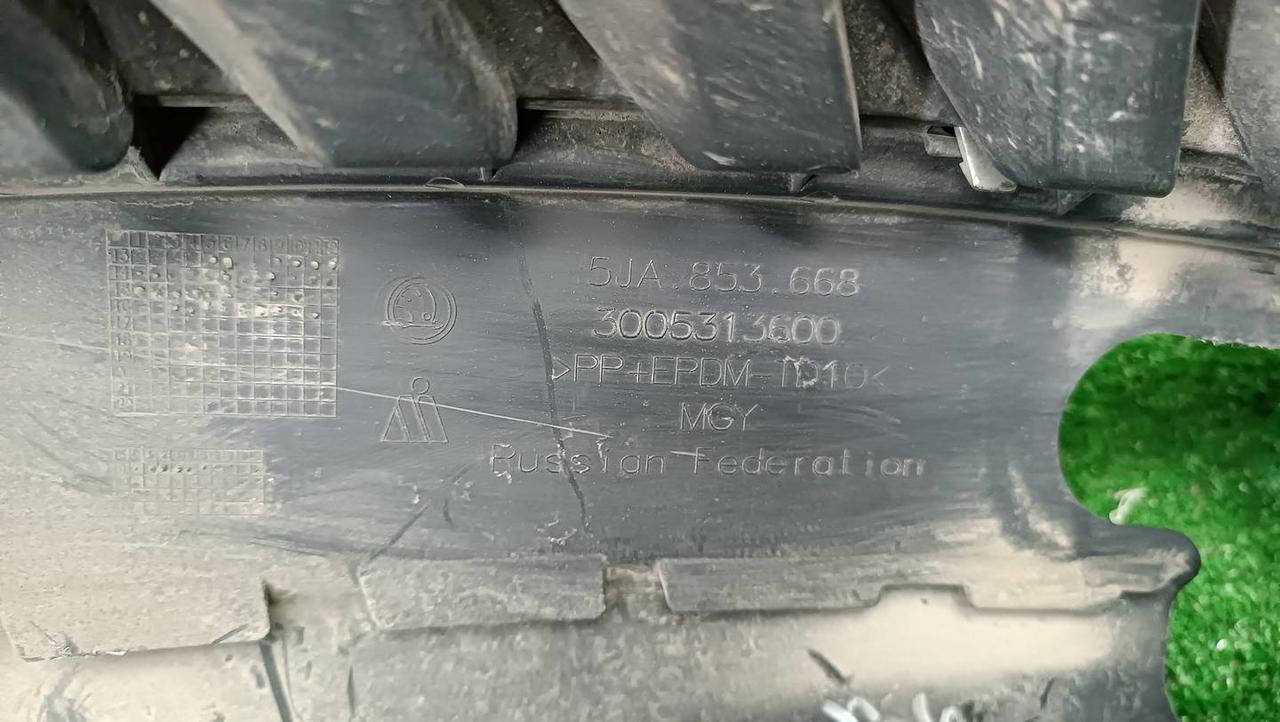 5JA.853.668
3005313600
>PP+EPDM-TD10<
MGY
Russian Federation